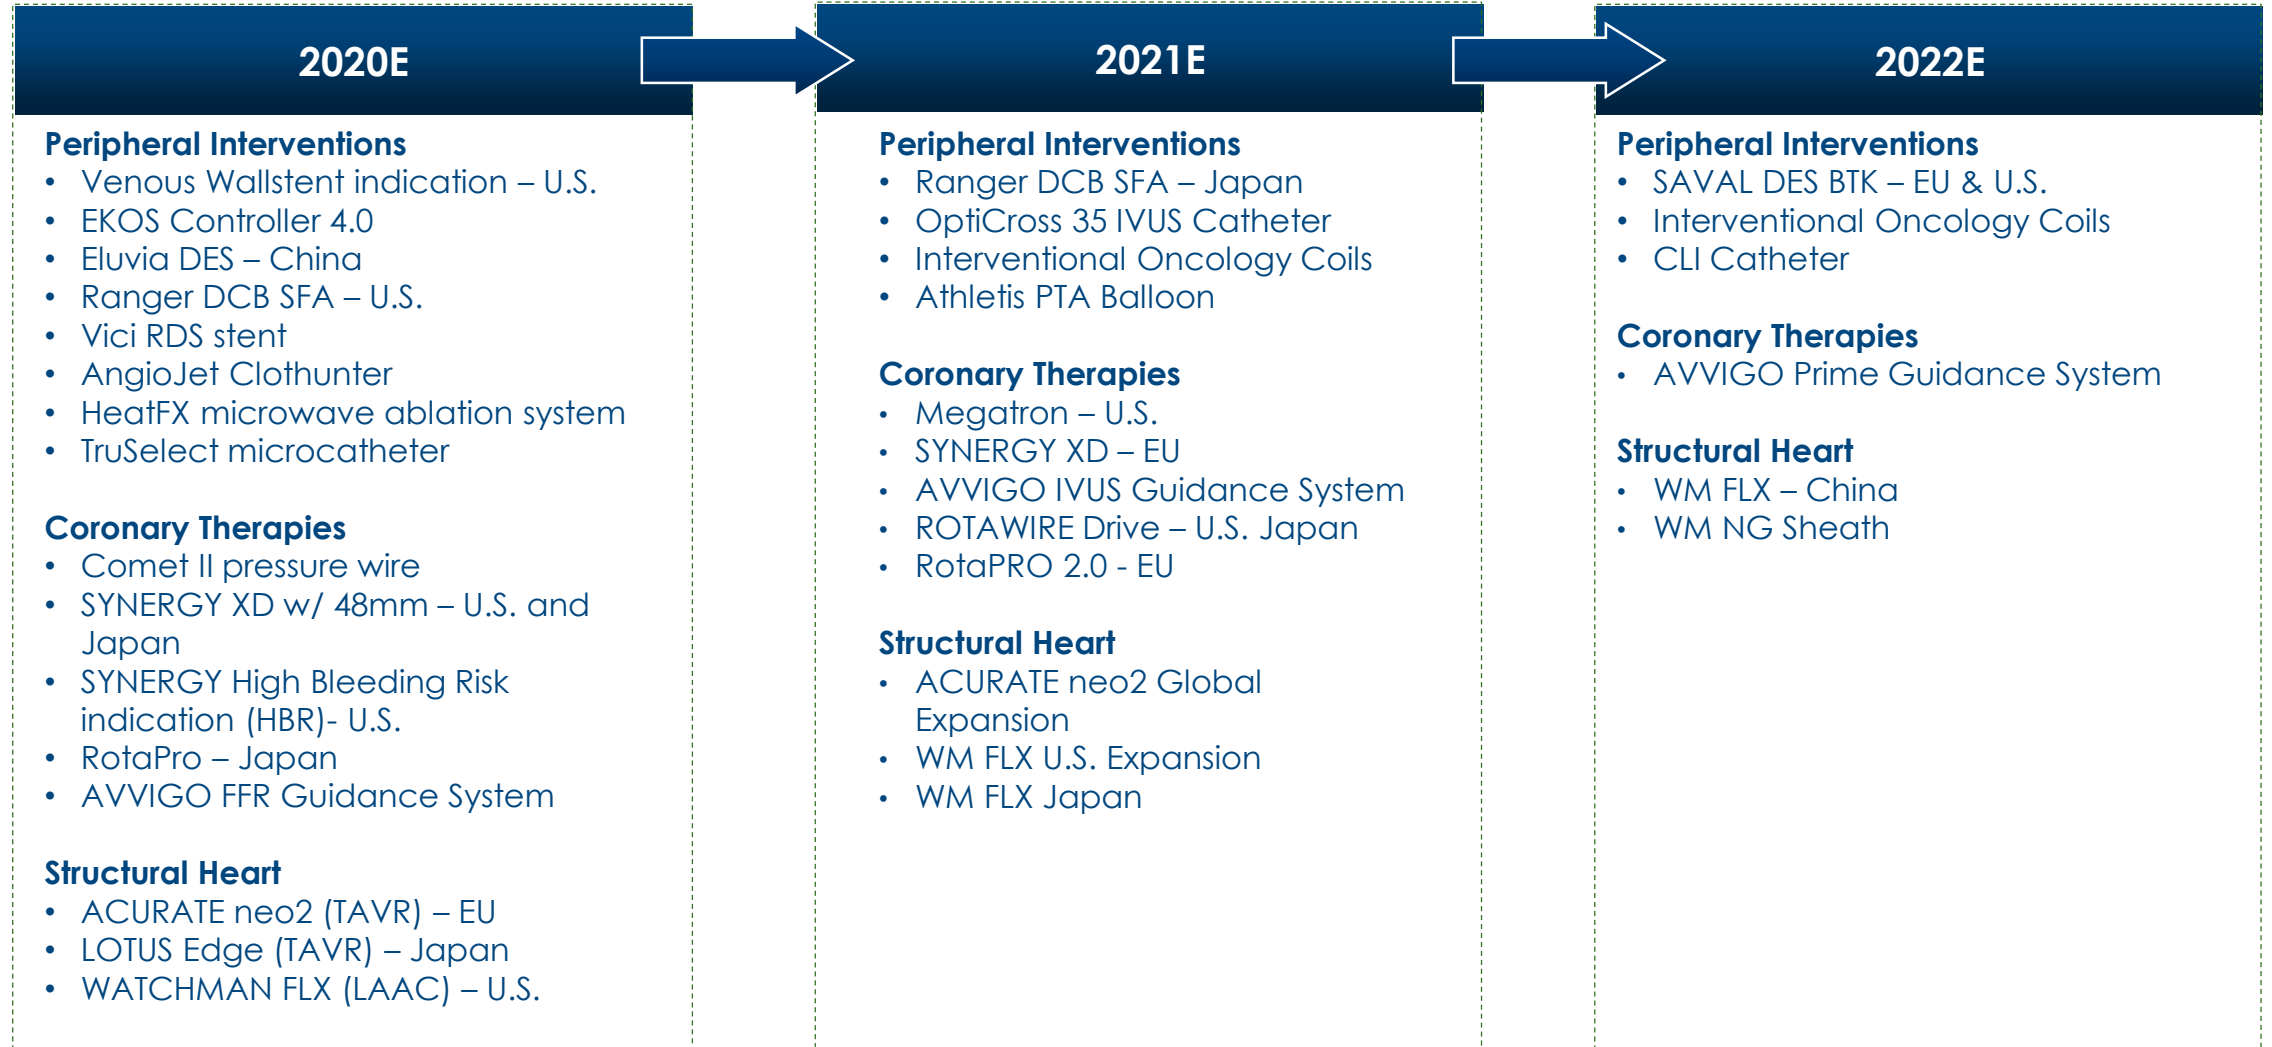 2020E
Peripheral Interventions
• Venous Wallstent indication – U.S.
• EKOS Controller 4.0
• Eluvia DES – China
• Ranger DCB SFA – U.S.
• Vici RDS stent
• AngioJet Clothunter
• HeatFX microwave ablation system
• TruSelect microcatheter
Coronary Therapies
• Comet II pressure wire
• SYNERGY XD w/ 48mm – U.S. and
Japan
• SYNERGY High Bleeding Risk
indication (HBR)- U.S.
• RotaPro – Japan
• AVVIGO FFR Guidance System
Structural Heart
• ACURATE neo2 (TAVR) – EU
• LOTUS Edge (TAVR) – Japan
• WATCHMAN FLX (LAAC) – U.S.
2021E
Peripheral Interventions
• Ranger DCB SFA – Japan
• OptiCross 35 IVUS Catheter
• Interventional Oncology Coils
• Athletis PTA Balloon
Coronary Therapies
• Megatron – U.S.
• SYNERGY XD – EU
• AVVIGO IVUS Guidance System
• ROTAWIRE Drive – U.S. Japan
• RotaPRO 2.0 - EU
Structural Heart
• ACURATE neo2 Global
Expansion
• WM FLX U.S. Expansion
• WM FLX Japan
2022E
Peripheral Interventions
• SAVAL DES BTK – EU & U.S.
• Interventional Oncology Coils
• CLI Catheter
Coronary Therapies
• AVVIGO Prime Guidance System
Structural Heart
• WM FLX – China
• WM NG Sheath